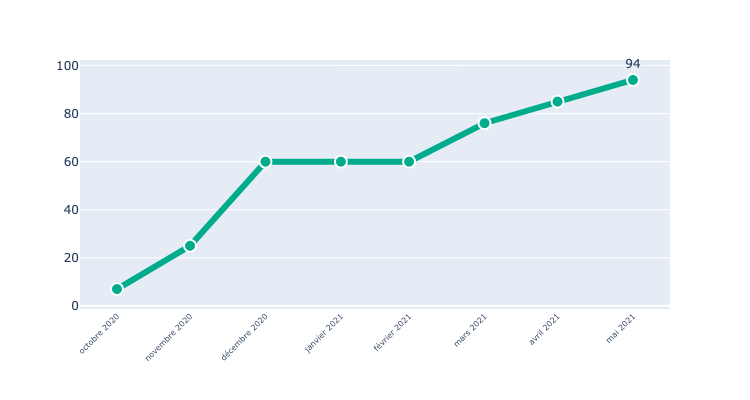 94
100
80
60
40
20
0
octobre 2020
novembre 2020
décembre 2020
janvier 2021
février 2021
mars 2021
avril 2021
mai 2021